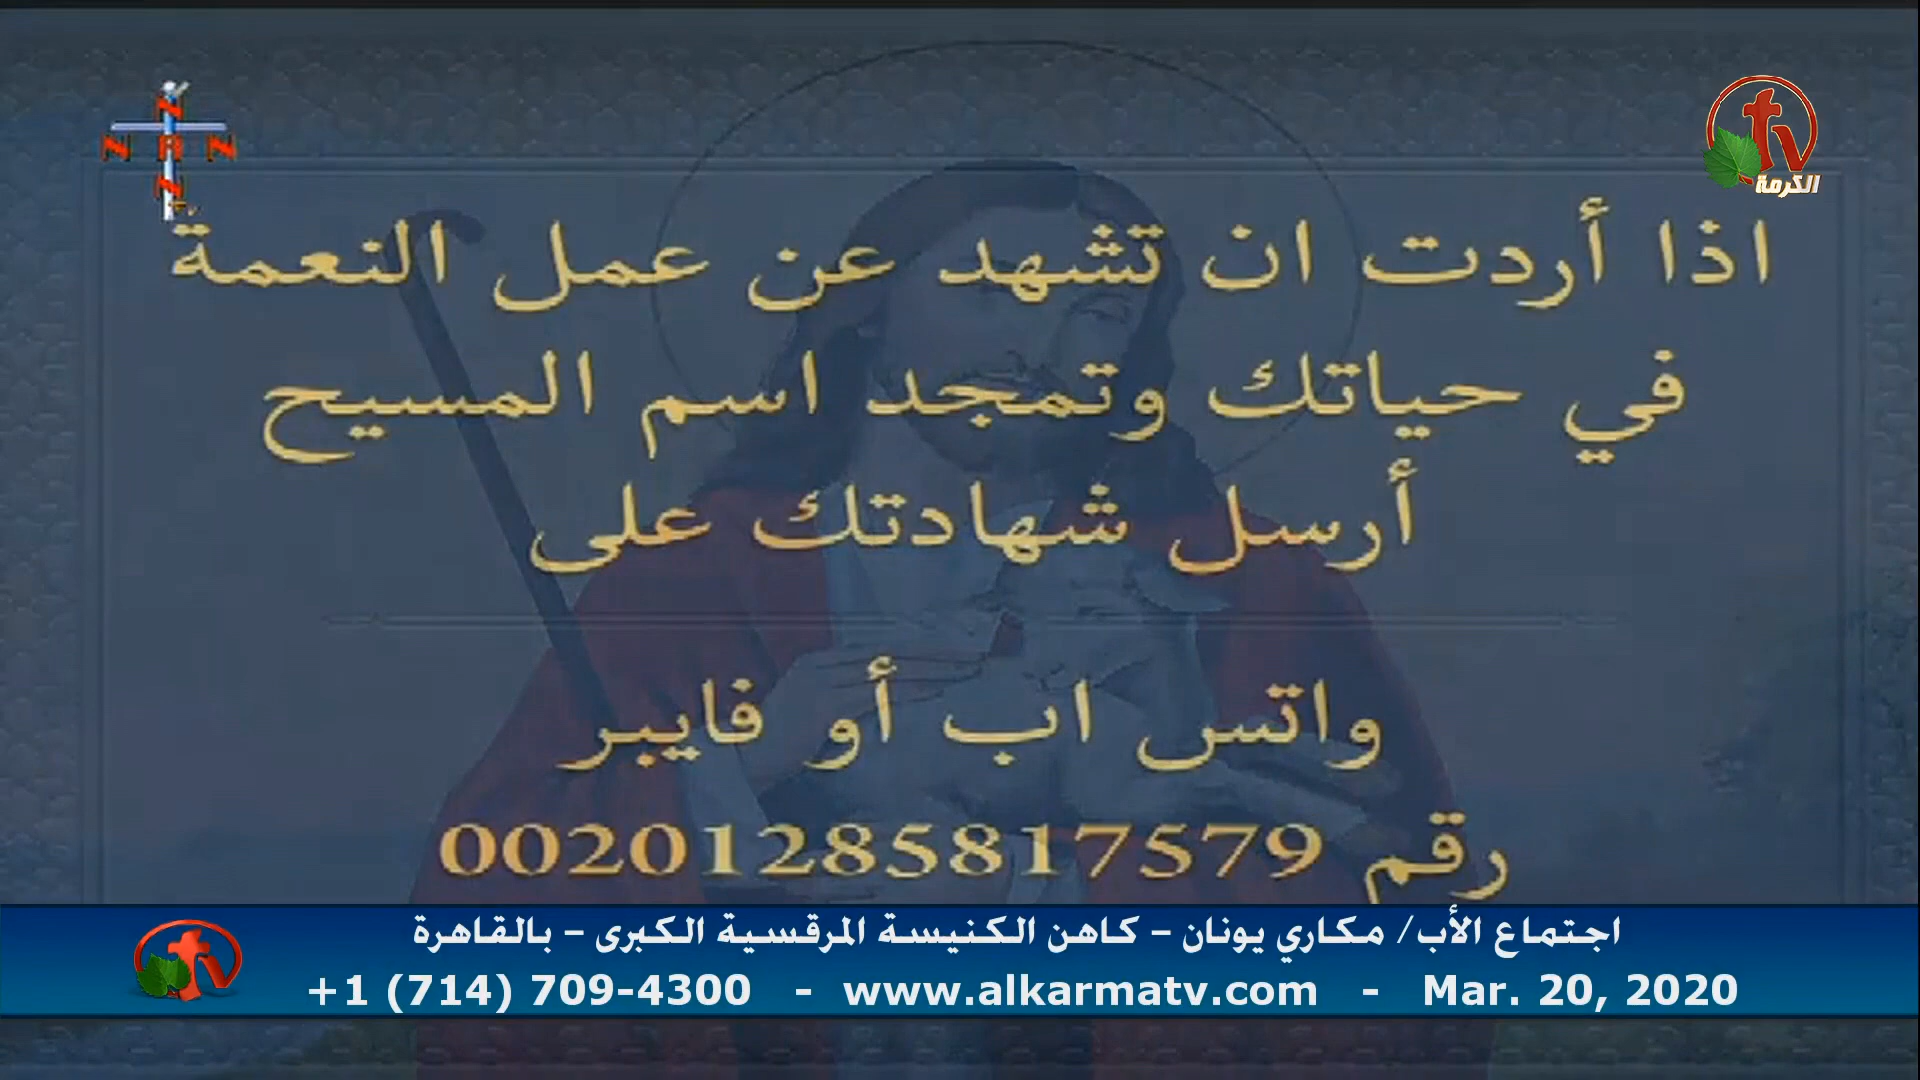 الكرمة
اذا أردت ان تشهد عن عمل النعمة
في حياتك وتمجد اسم المسيح
أرسل شهادتك على
واتس اب أو فايبر
رقم 00201285817579
اجتماع الأب/ مكاري يونان – كاهن الكنيسة المرقسية الكبرى – بالقاهرة
+1 (714) 709-4300 - www.alkarmatv.com - Mar. 20, 2020